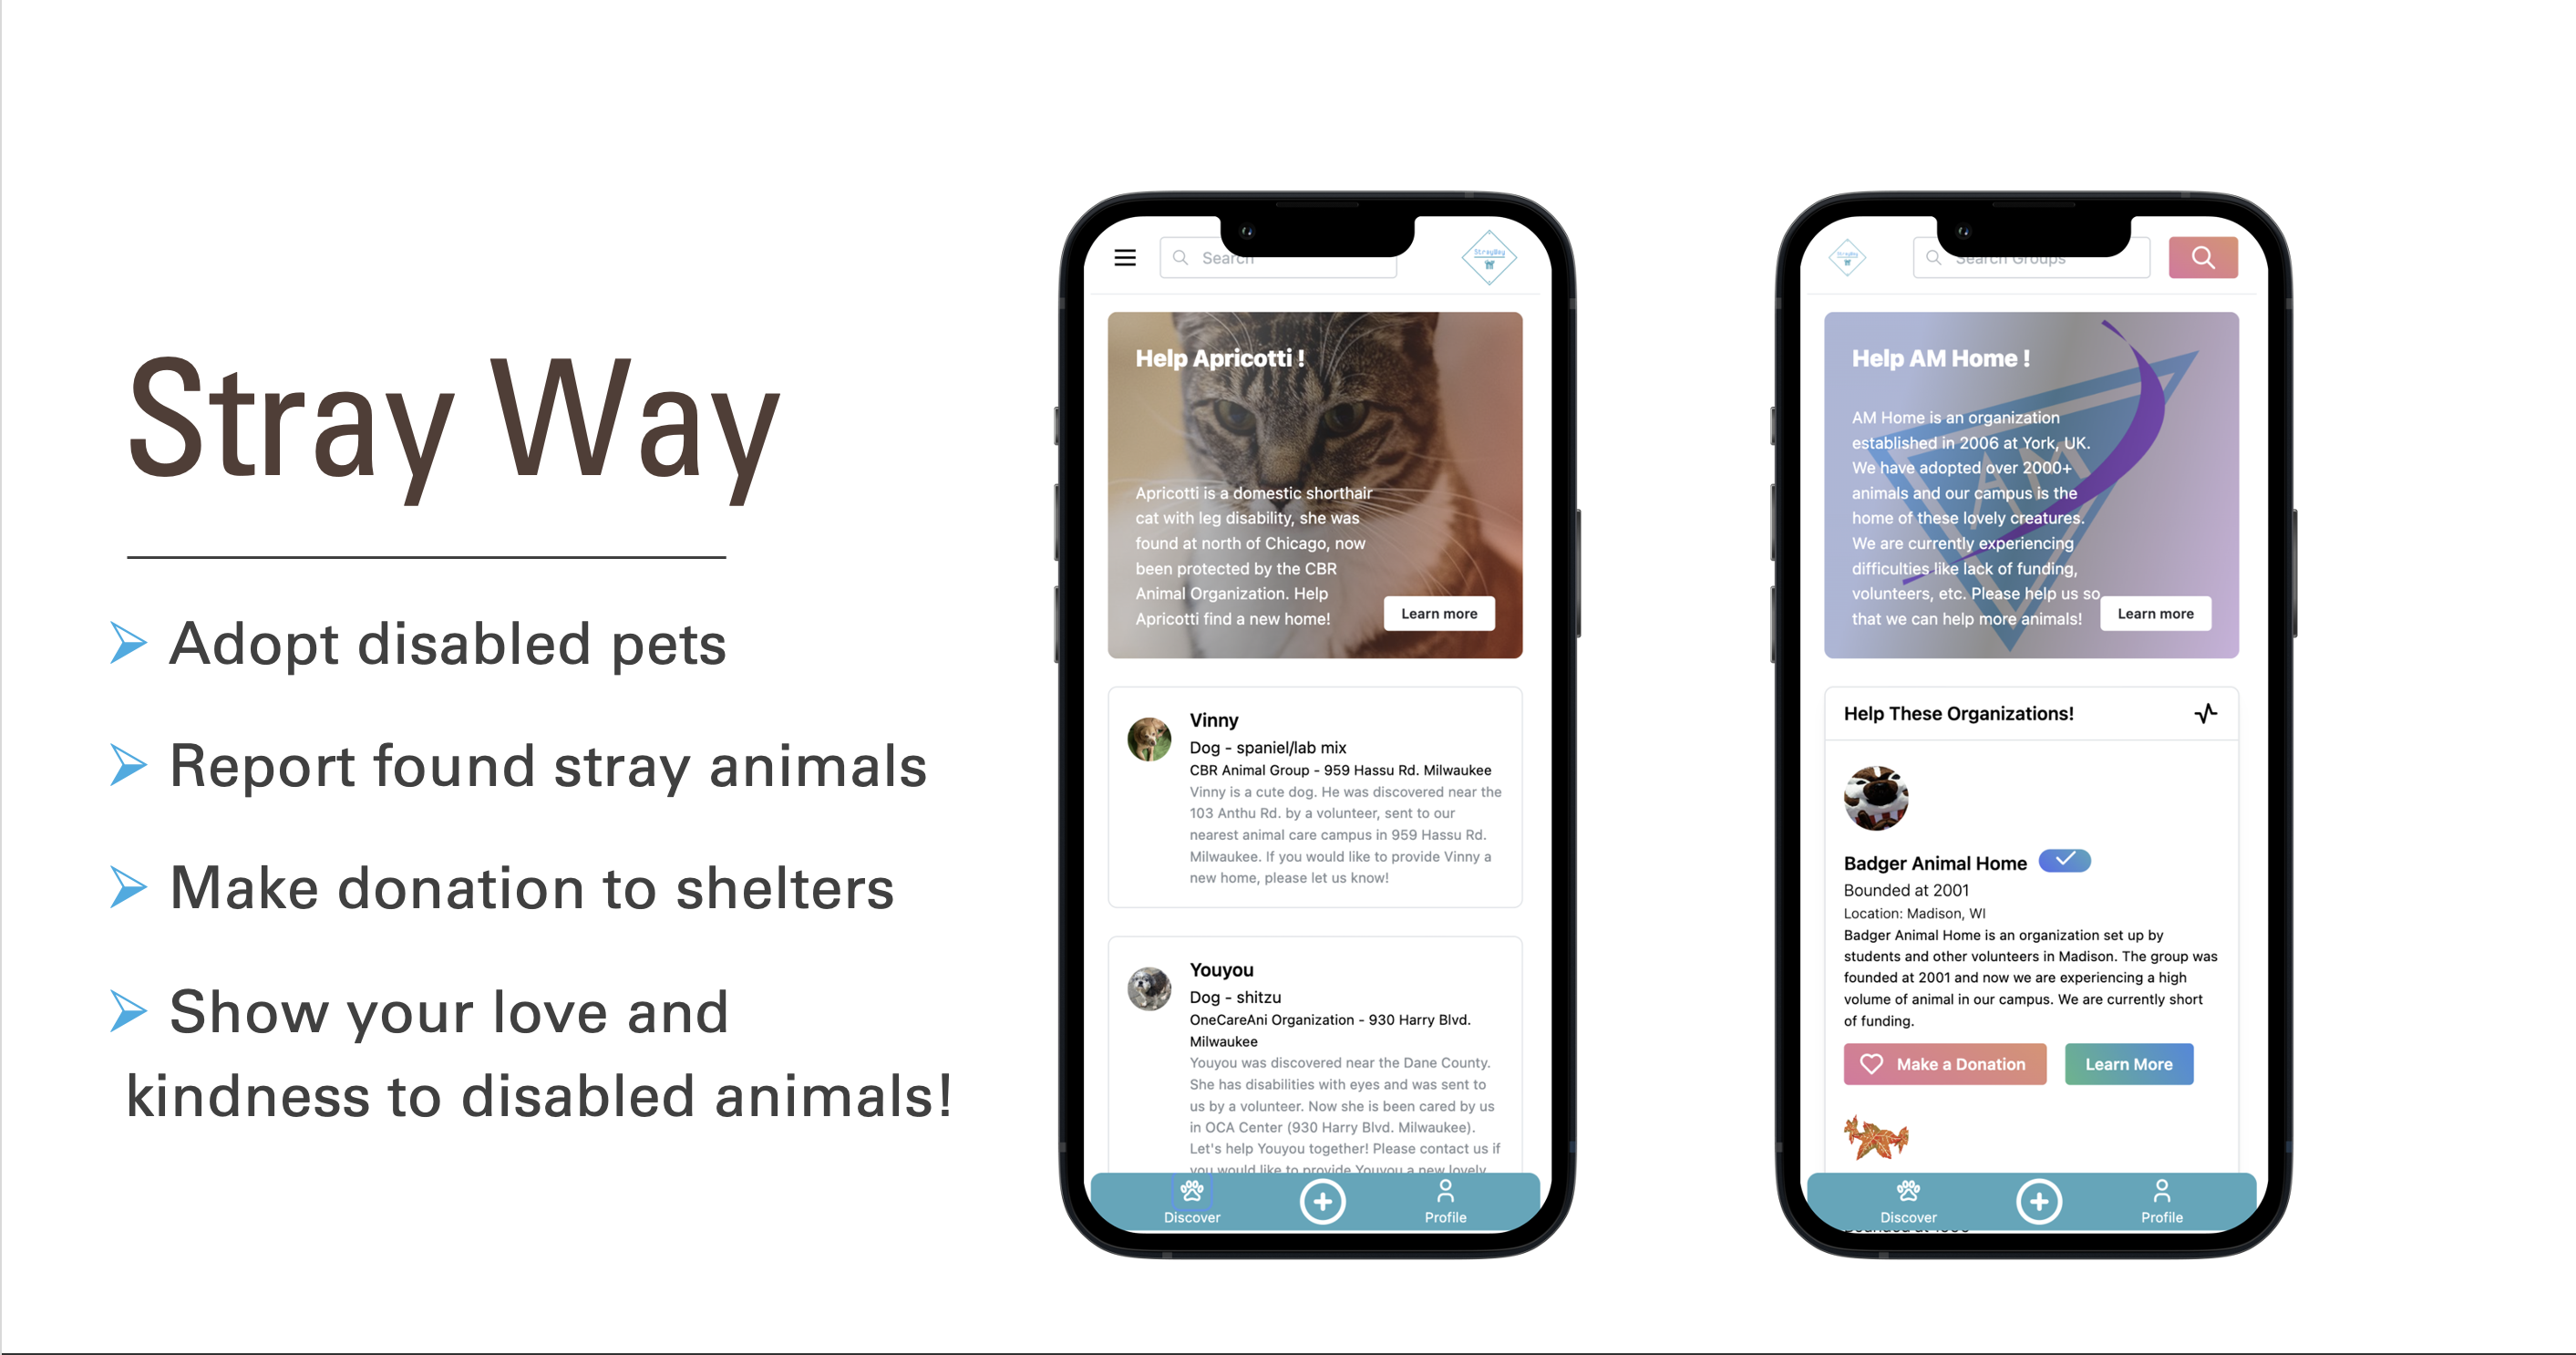 Stray Way
Adopt disabled pets
Report found stray animals
Make donation to shelters
Show your love and
kindness to disabled animals!
Search
StrayWay
Help Apricotti !
Apricotti is a domestic shorthair
cat with leg disability, she was
found at north of Chicago, now
been protected by the CBR
Animal Organization. Help
Apricotti find a new home!
Learn more
Vinny
Dog - spaniel/lab mix
CBR Animal Group - 959 Hassu Rd. Milwaukee
Vinny is a cute dog. He was discovered near the
103 Anthu Rd. by a volunteer, sent to our
nearest animal care campus in 959 Hassu Rd.
Milwaukee. If you would like to provide Vinny a
new home, please let us know!
Youyou
Dog - shitzu
OneCareAni Organization - 930 Harry Blvd.
Milwaukee
Youyou was discovered near the Dane County.
She has disabilities with eyes and was sent to
us by a volunteer. Now she is been cared by us
in OCA Center (930 Harry Blvd. Milwaukee).
Let's help Youyou together! Please contact us if
you would like to provide Youyou a new lovely
Discover
Profile
StrayWay
Search Groups
Help AM Home !
AM
AM Home is an organization
established in 2006 at York, UK.
We have adopted over 2000+
animals and our campus is the
home of these lovely creatures.
We are currently experiencing
difficulties like lack of funding,
volunteers, etc. Please help us so
that we can help more animals!
Learn more
Help These Organizations!
Badger Animal Home
Bounded at 2001
Location: Madison, WI
Badger Animal Home is an organization set up by
students and other volunteers in Madison. The group was
founded at 2001 and now we are experiencing a high
volume of animal in our campus. We are currently short
of funding.
Make a Donation
Learn More
Discover
Profile